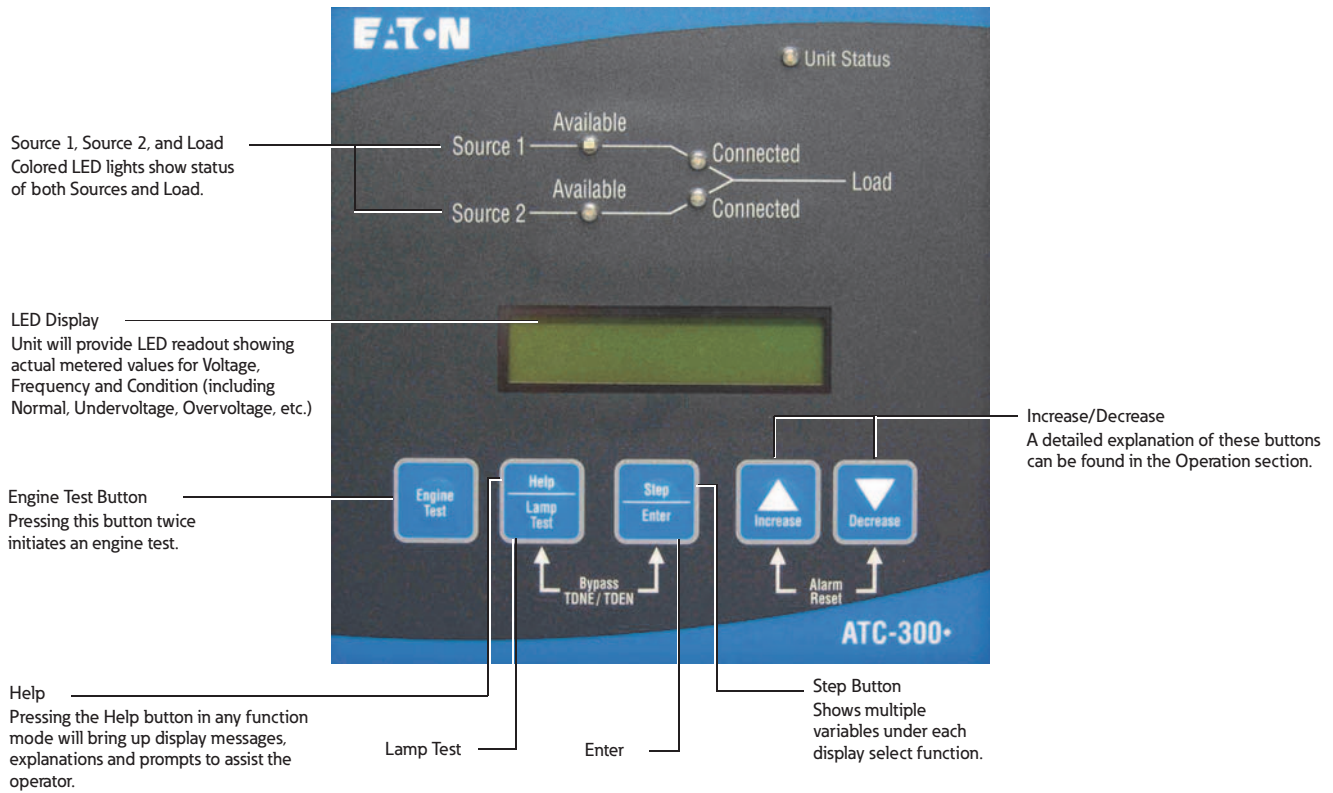 EATON
Unit Status
Available
Source 1
Connected
Load
Available
Source 2
Connected
Source 1, Source 2, and Load
Colored LED lights show status
of both Sources and Load.
LED Display
Unit will provide LED readout showing
actual metered values for Voltage,
Frequency and Condition (including
Normal, Undervoltage, Overvoltage, etc.)
Increase/Decrease
A detailed explanation of these buttons
can be found in the Operation section.
Engine Test Button
Pressing this button twice
initiates an engine test.
Engine
Test
Help
Lamp
Test
Step
Enter
Increase
Decrease
Bypass
TDNE / TDEN
Alarm
Reset
ATC-300+
Help
Pressing the Help button in any function
mode will bring up display messages,
explanations and prompts to assist the
operator.
Lamp Test
Enter
Step Button
Shows multiple
variables under each
display select function.